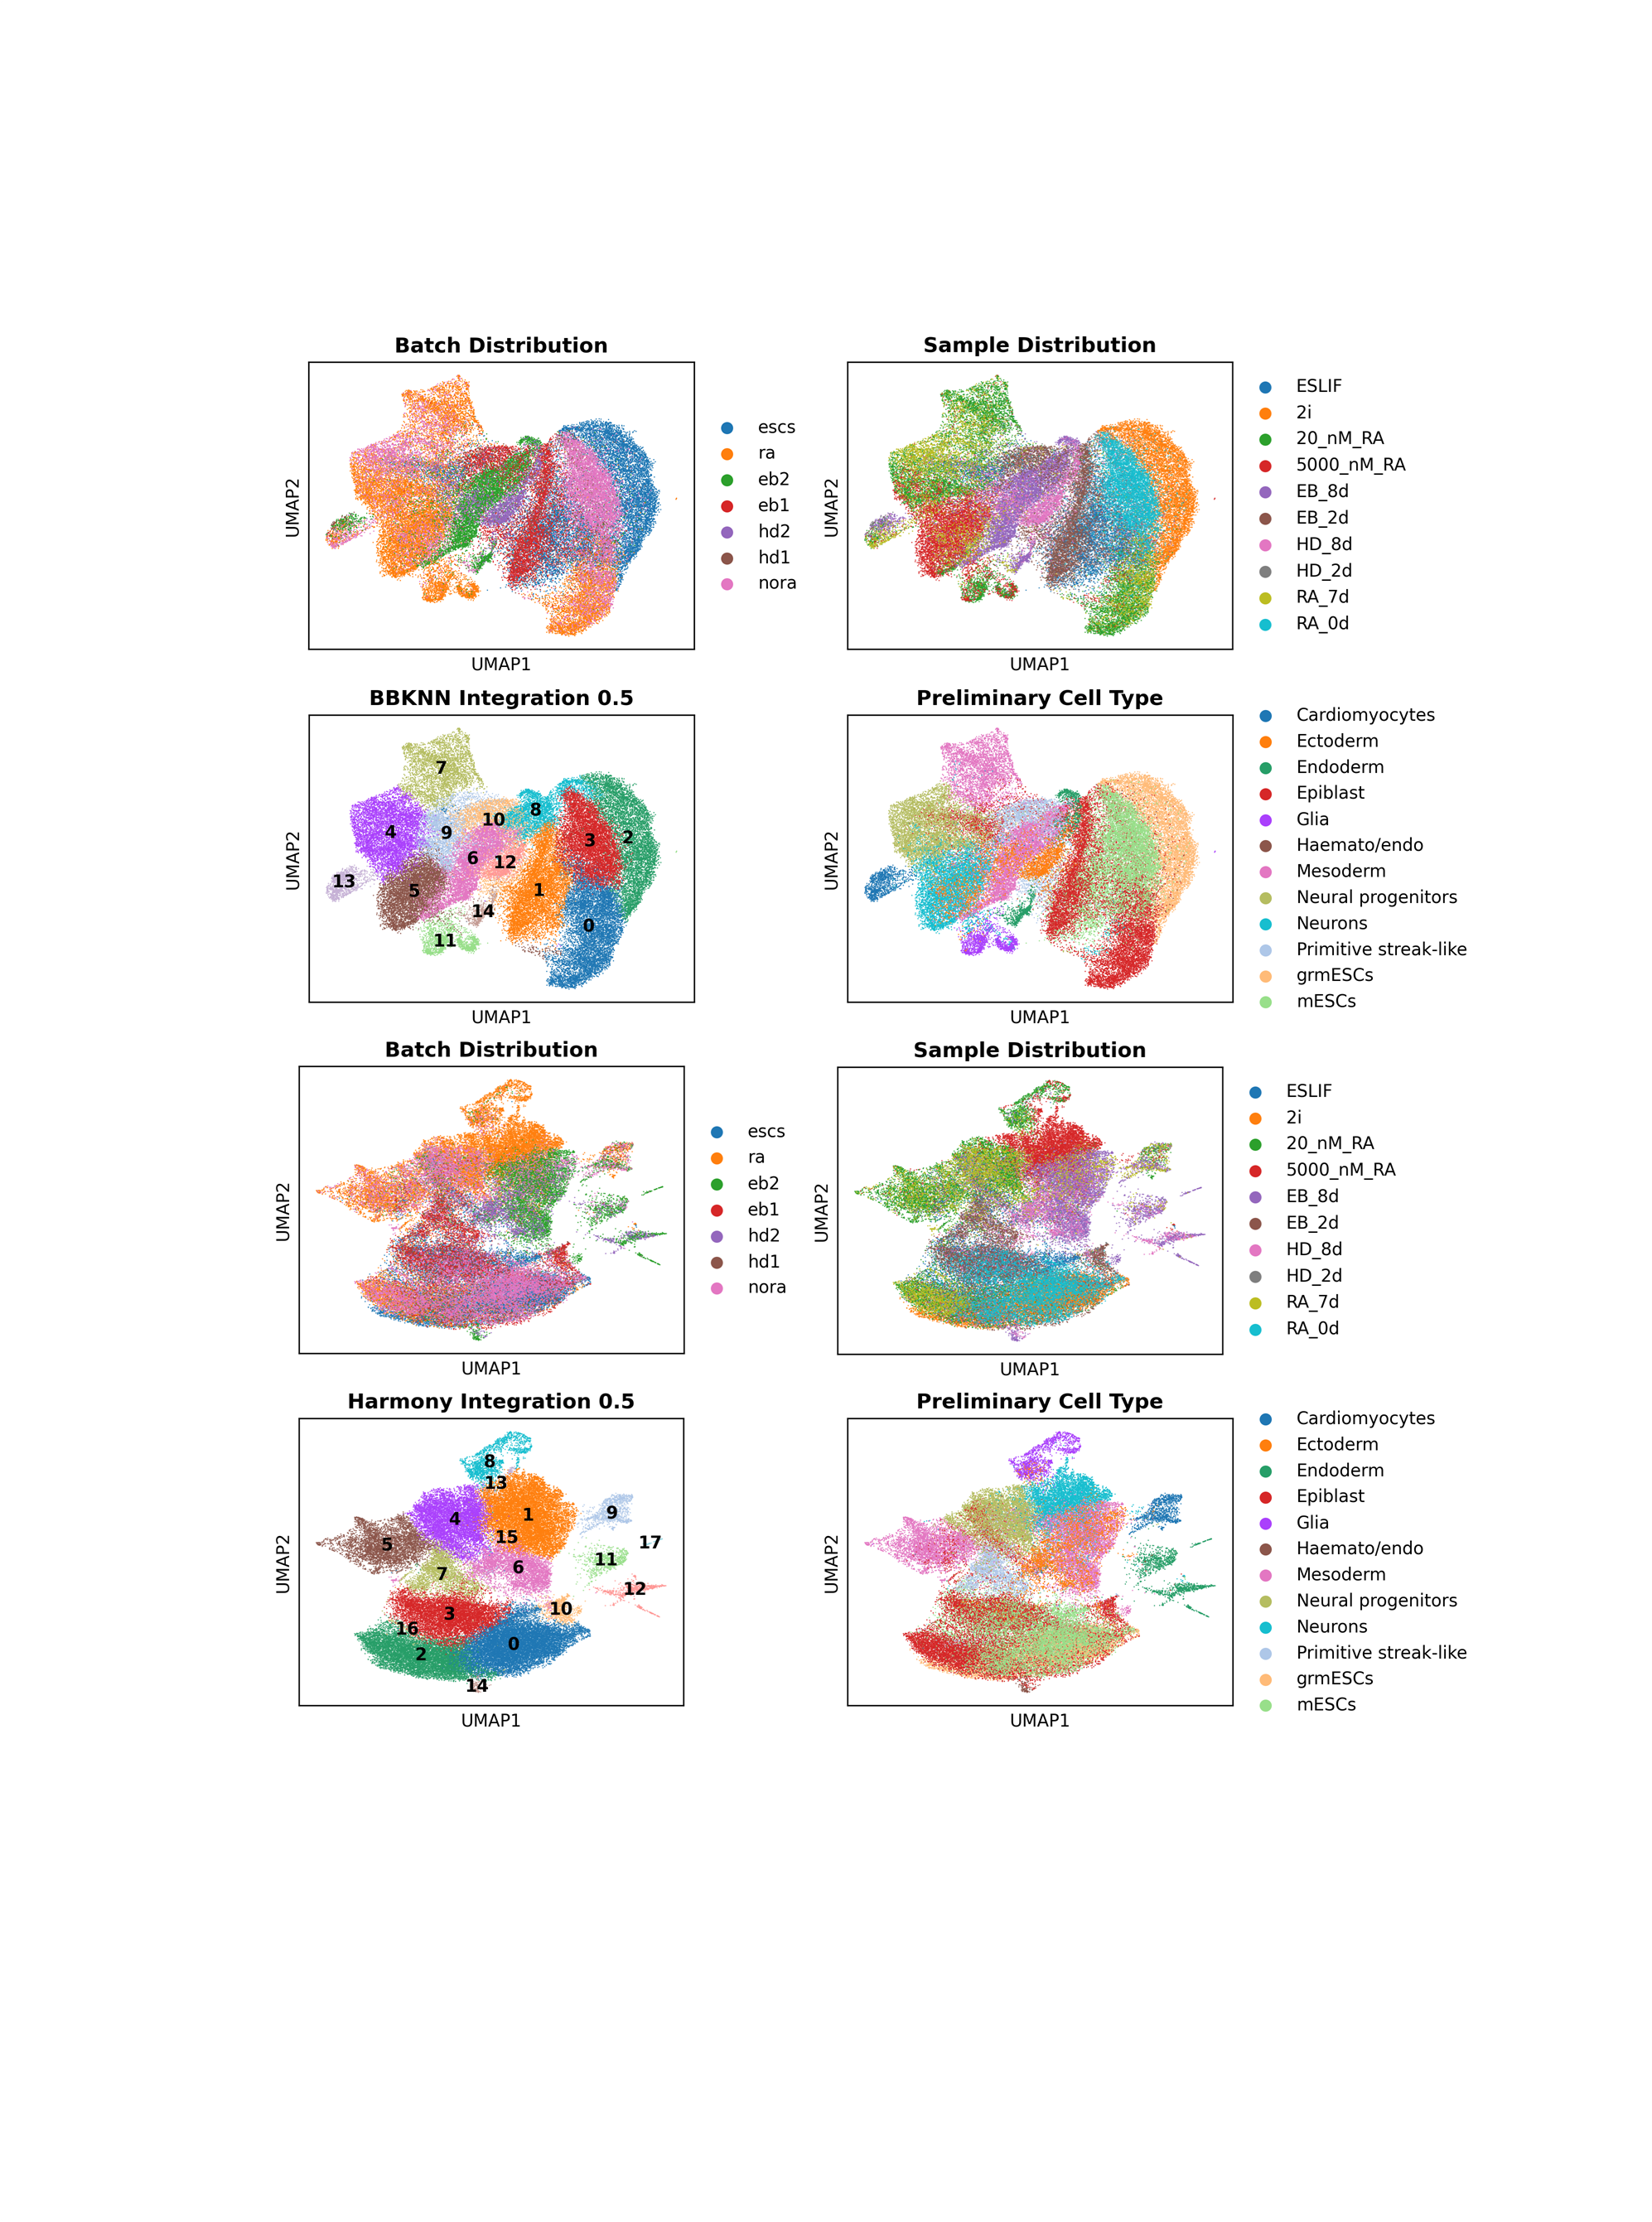 Batch Distribution
UMAP2
UMAP1
escs
ra
eb2
eb1
hd2
hd1
nora
Sample Distribution
UMAP2
UMAP1
ESLIF
2i
20_nM_RA
5000_nM_RA
EB_8d
EB_2d
HD_8d
HD_2d
RA_7d
RA_0d
BBKNN Integration 0.5
7
8
10
4
9
3
2
6
12
13
5
1
14
0
11
UMAP2
UMAP1
Preliminary Cell Type
UMAP2
UMAP1
Cardiomyocytes
Ectoderm
Endoderm
Epiblast
Glia
Haemato/endo
Mesoderm
Neural progenitors
Neurons
Primitive streak-like
grmESCs
mESCs
Batch Distribution
UMAP2
UMAP1
escs
ra
eb2
eb1
hd2
hd1
nora
Sample Distribution
UMAP2
UMAP1
ESLIF
2i
20_nM_RA
5000_nM_RA
EB_8d
EB_2d
HD_8d
HD_2d
RA_7d
RA_0d
Harmony Integration 0.5
8
13
9
1
4
15
17
5
11
6
7
12
10
3
16
0
2
14
UMAP2
UMAP1
Preliminary Cell Type
UMAP2
UMAP1
Cardiomyocytes
Ectoderm
Endoderm
Epiblast
Glia
Haemato/endo
Mesoderm
Neural progenitors
Neurons
Primitive streak-like
grmESCs
mESCs